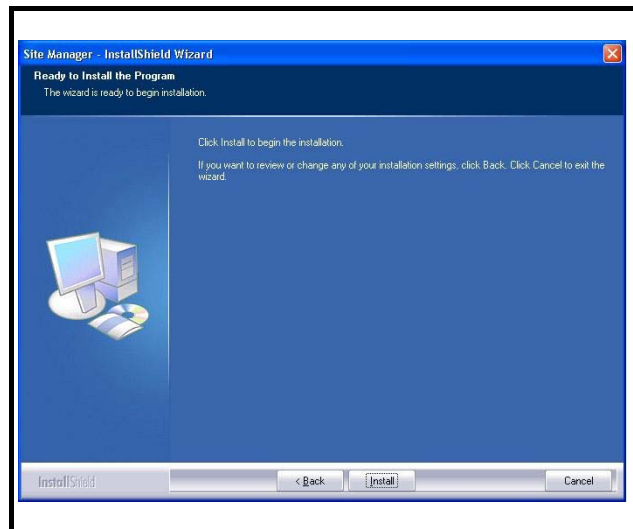 Site Manager - InstallShield Wizard
Ready to Install the Program
The wizard is ready to begin installation.
Click Install to begin the installation.
If you want to review or change any of your installation settings, click Back. Click Cancel to exit the
wizard.
InstallShield
< Back
Install
Cancel